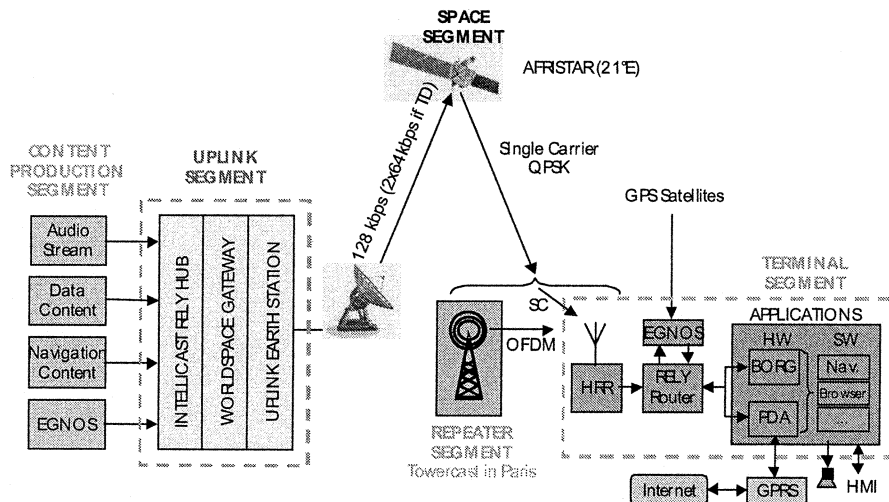 SPACE
SEGMENT
AFRISTAR (21°E)
128 kbps (2x64kbps if TD)
Single Carrier
QPSK
CONTENT
PRODUCTION
SEGMENT
UPLINK
SEGMENT
Audio
Stream
Data
Content
Navigation
Content
EGNOS
INTELLICAST RELY HUB
WORLDSPACE GATEWAY
UPLINK EARTH STATION
GPS Satellites
TERMINAL
SEGMENT
SC
OFDM
REPEATER
SEGMENT
Towercast in Paris
HRR
EGNOS
RELY
Router
APPLICATIONS
HW
SW
BORG
PDA
Nav.
Browser
...
Internet
GPRS
HMI